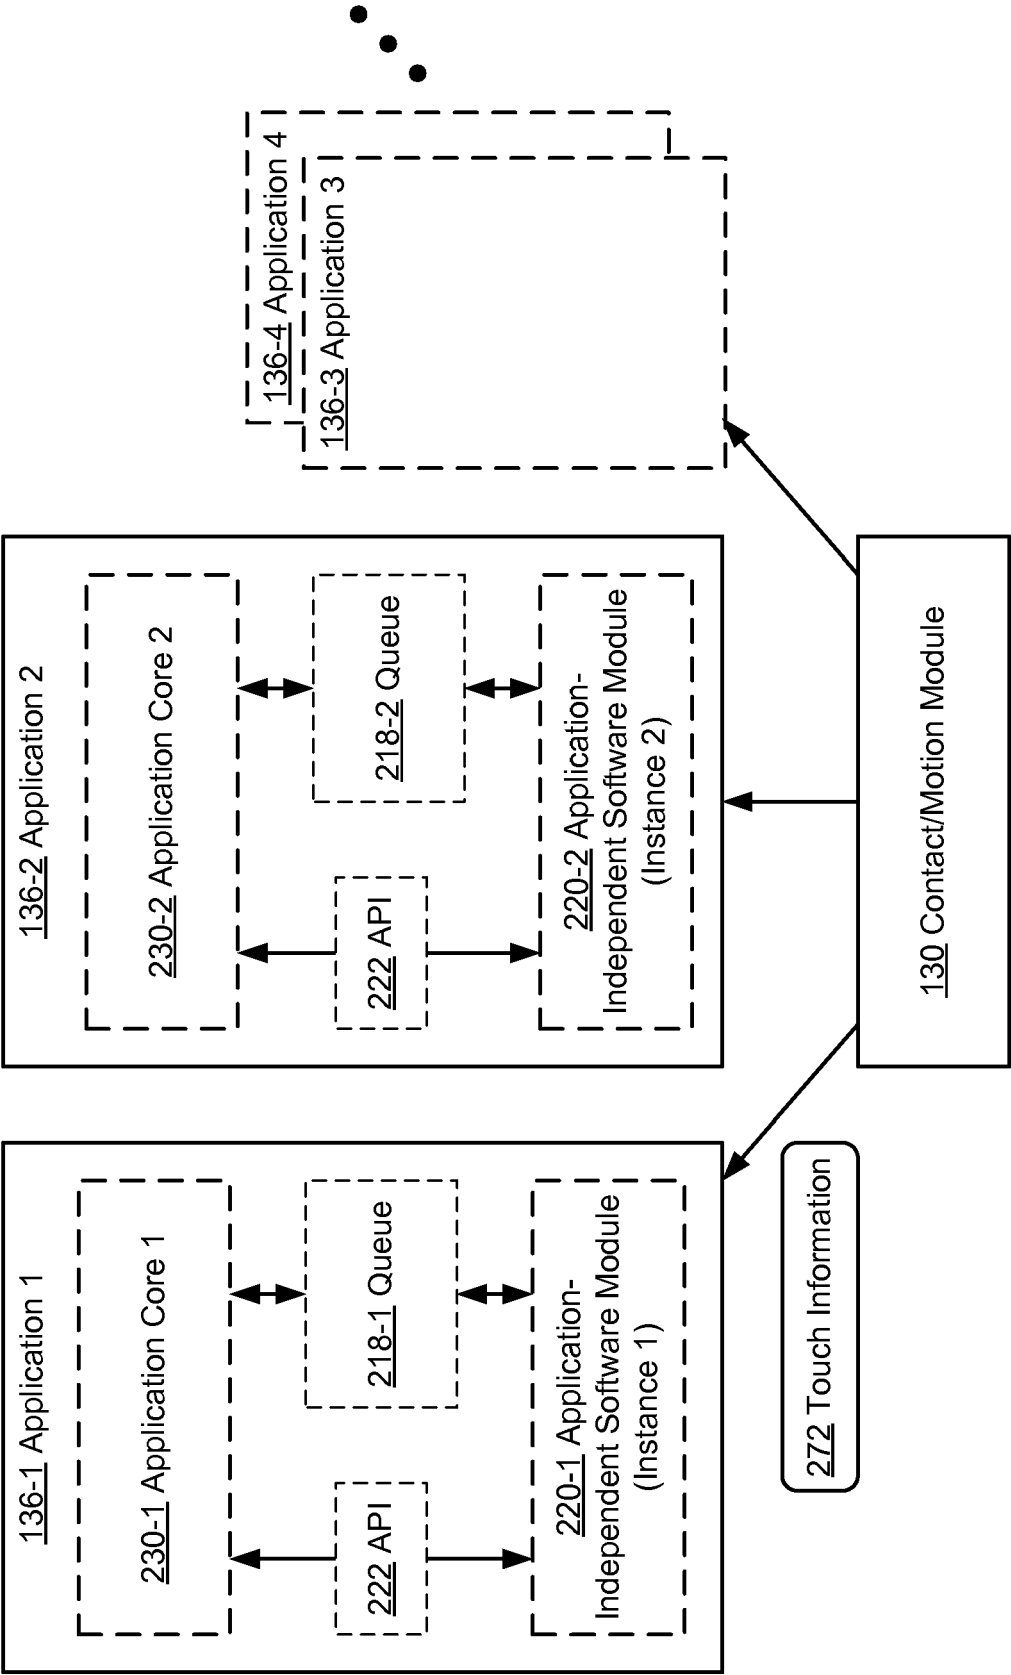 136-1 Application 1
230-1 Application Core 1
222 API
218-1 Queue
220-1 Application-
Independent Software Module
(Instance 1)
136-2 Application 2
230-2 Application Core 2
222 API
218-2 Queue
220-2 Application-
Independent Software Module
(Instance 2)
136-4 Application 4
136-3 Application 3
272 Touch Information
130 Contact/Motion Module